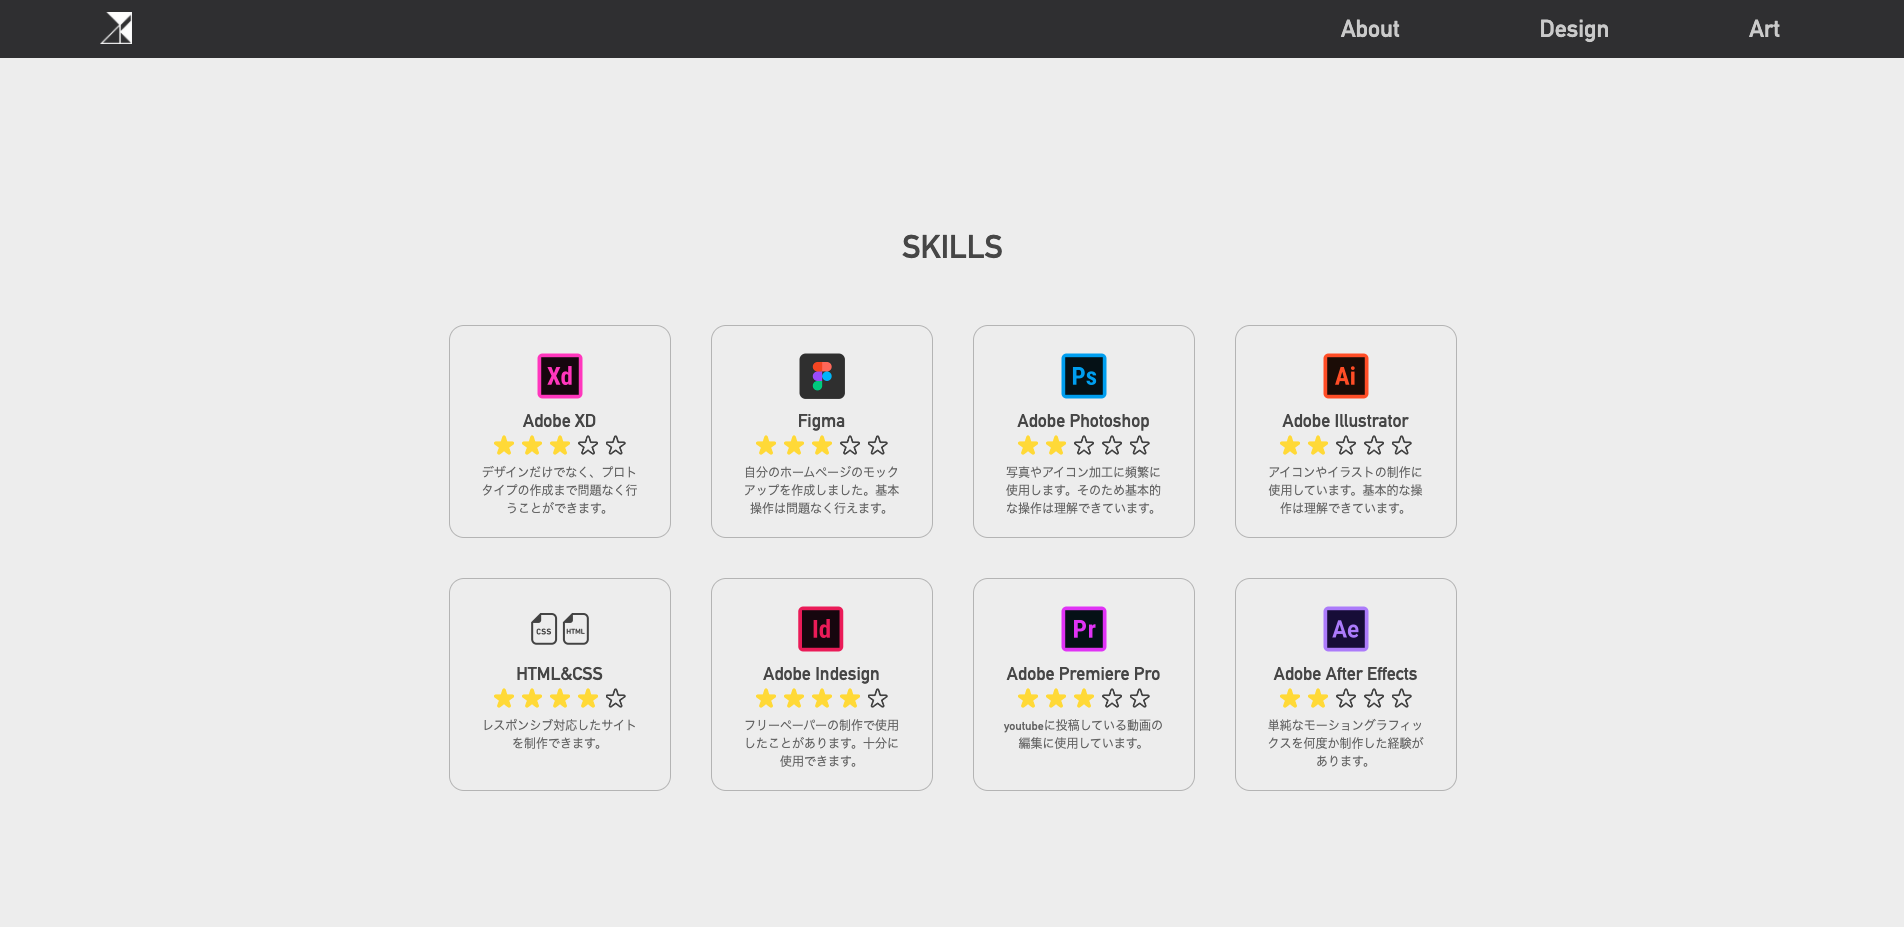 About
Design
Art
SKILLS
Xd
Adobe XD
デザインだけでなく、プロト
タイプの作成まで問題なく行
うことができます。
Figma
自分のホームページのモック
アップを作成しました。基本
操作は問題なく行えます。
Ps
Adobe Photoshop
写真やアイコン加工に頻繁に
使用します。そのため基本的
な操作は理解できています。
Ai
Adobe Illustrator
アイコンやイラストの制作に
使用しています。基本的な操
作は理解できています。
CSS HTML
HTML&CSS
レスポンシブ対応したサイト
を制作できます。
Id
Adobe Indesign
フリーペーパーの制作で使用
したことがあります。十分に
使用できます。
Pr
Adobe Premiere Pro
youtubeに投稿している動画の
編集に使用しています。
Ae
Adobe After Effects
単純なモーショングラフィッ
クスを何度か制作した経験が
あります。